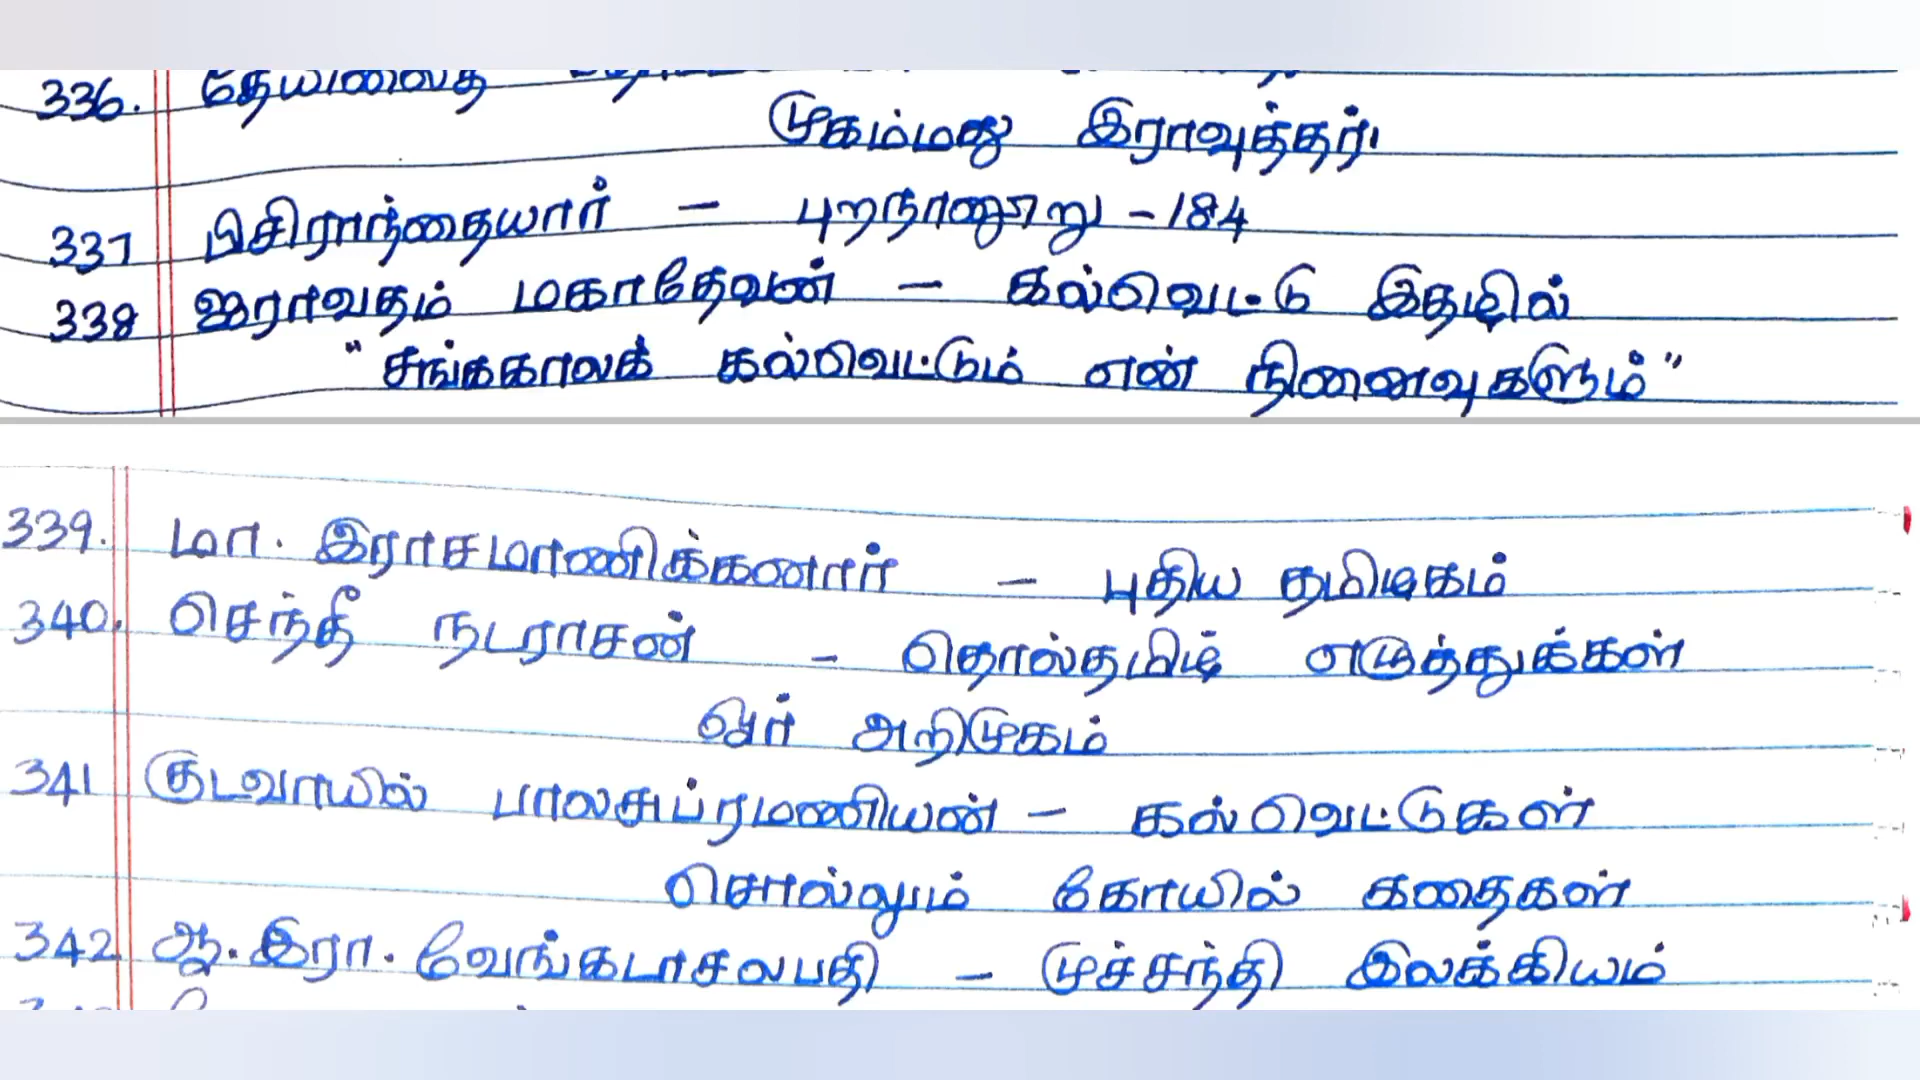 336. தேயிலைத்
முகம்மது இராவுத்தர்.
337 பிசிராந்தையார் – புறநானூறு – 184
338 ஐராவதம் மகாதேவன் – கல்வெட்டு இதழில்
" சங்ககாலக் கல்வெட்டும் என் நினைவுகளும் "
339. மா. இராசமாணிக்கனார் – புதிய தமிழகம்
340. செந்தீ நடராசன் – தொல்தமிழ் எழுத்துக்கள்
ஓர் அறிமுகம்
341 குடவாயில் பாலசுப்ரமணியன் – கல்வெட்டுகள்
சொல்லும் கோயில் கதைகள்
342 ஆ. இரா. வேங்கடாசலபதி – முச்சந்தி இலக்கியம்